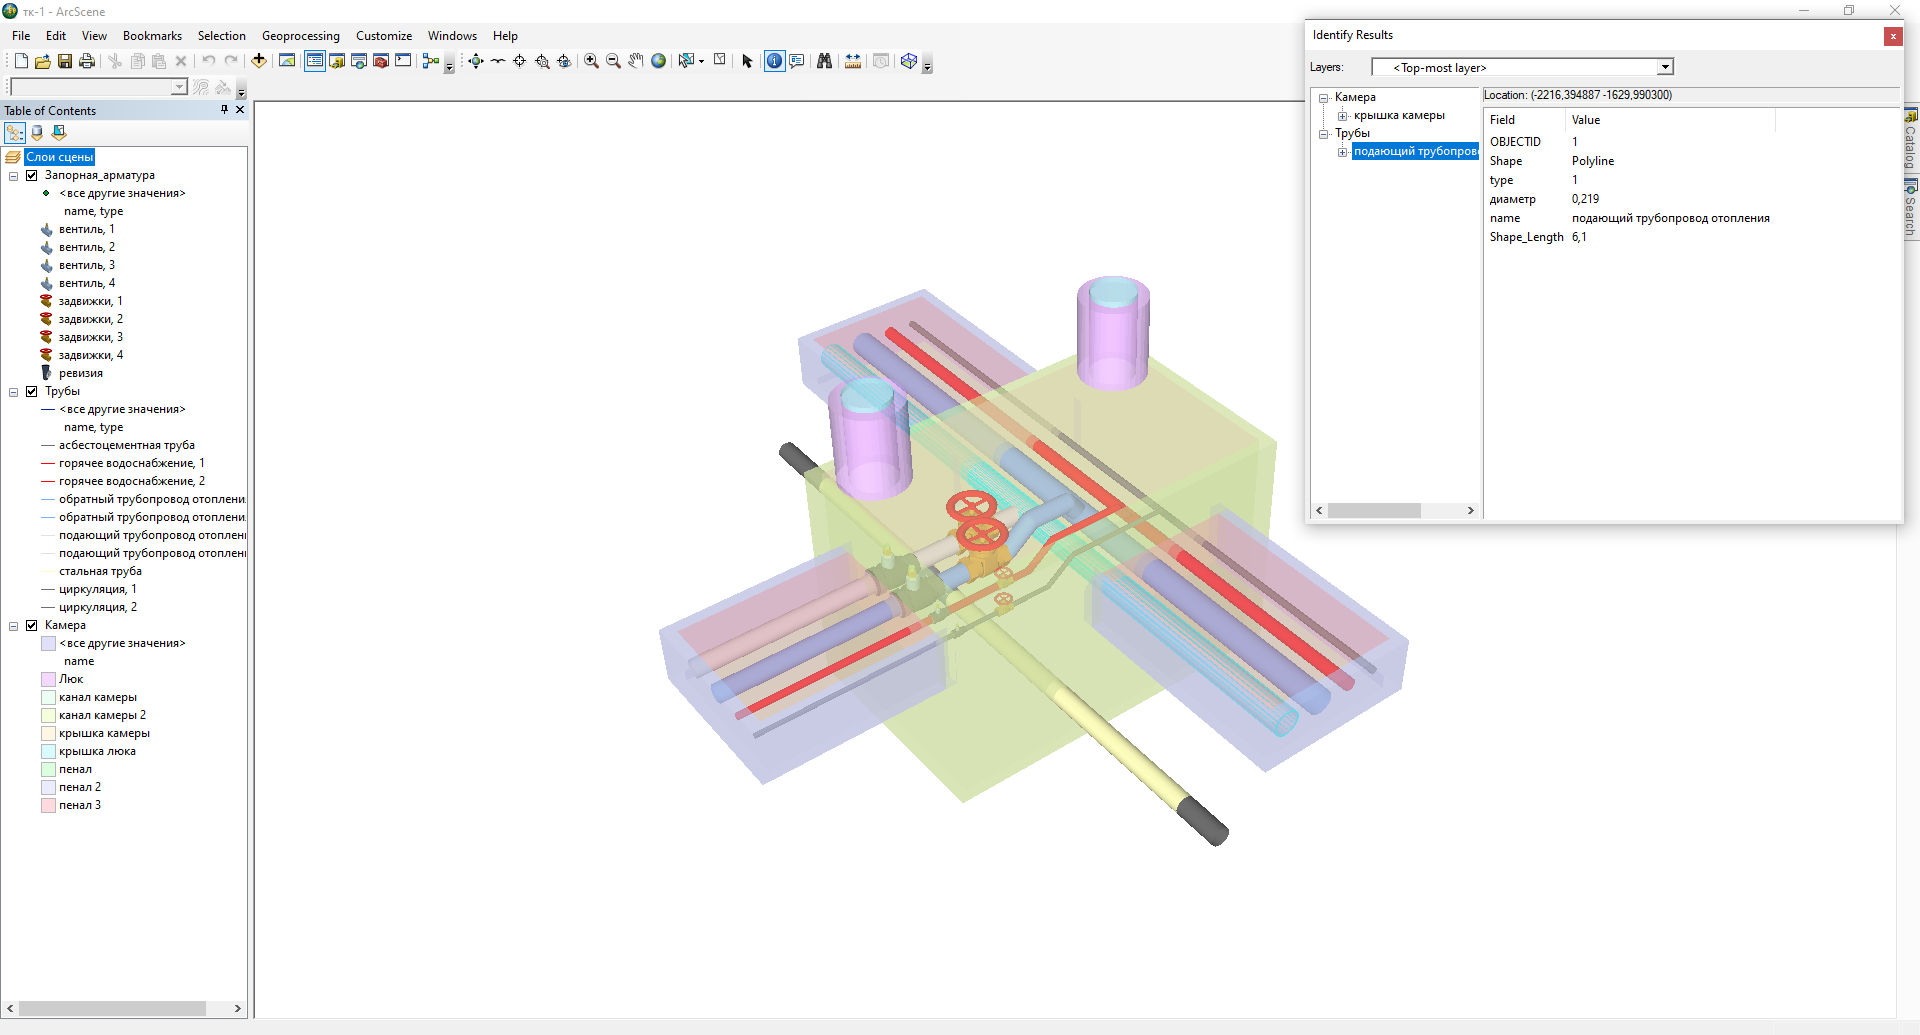 тк-1 - ArcScene
File Edit View Bookmarks Selection Geoprocessing Customize Windows Help
Table of Contents
Слои сцены
Запорная_арматура
<все другие значения>
name, type
вентиль, 1
вентиль, 2
вентиль, 3
вентиль, 4
задвижки, 1
задвижки, 2
задвижки, 3
задвижки, 4
ревизия
Трубы
<все другие значения>
name, type
асбестоцементная труба
горячее водоснабжение, 1
горячее водоснабжение, 2
обратный трубопровод отоплени
обратный трубопровод отоплени
подающий трубопровод отоплен
подающий трубопровод отоплен
стальная труба
циркуляция, 1
циркуляция, 2
Камера
<все другие значения>
name
Люк
канал камеры
канал камеры 2
крышка камеры
крышка люка
пенал
пенал 2
пенал 3
Identify Results
Layers: <Top-most layer>
Камера
крышка камеры
Трубы
подающий трубопрово
Location: (-2216,394887 -1629,990300)
Field Value
OBJECTID 1
Shape Polyline
type 1
диаметр 0,219
name подающий трубопровод отопления
Shape_Length 6,1
Catalog
Search